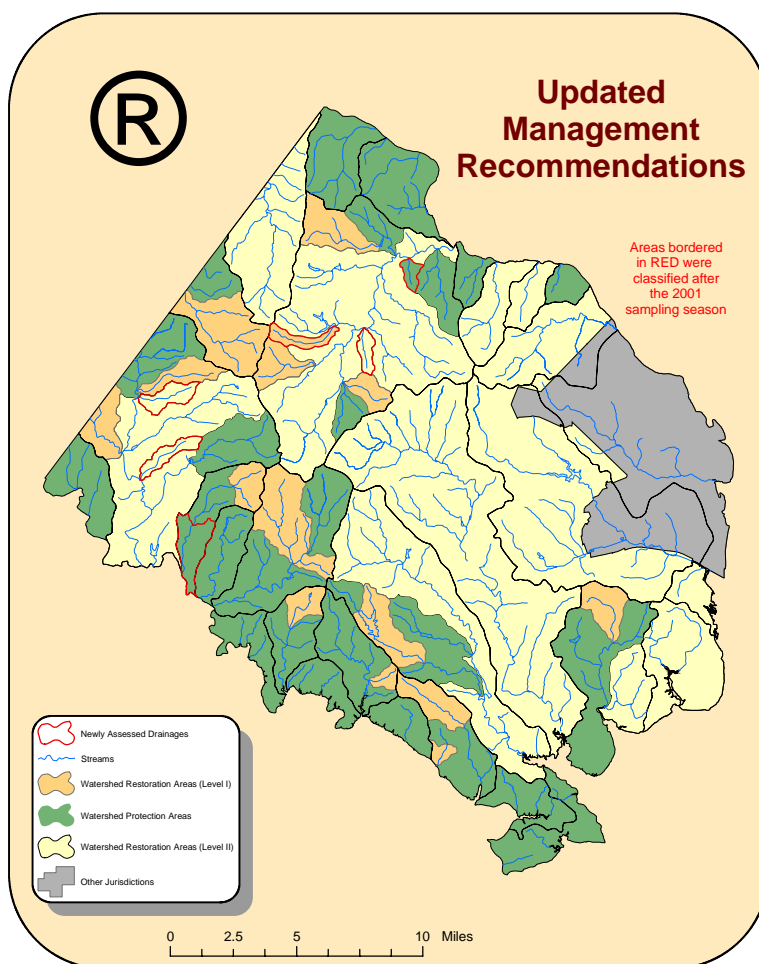 ®
Updated
Management
Recommendations
Areas bordered
in RED were
classified after
the 2001
sampling season
Newly Assessed Drainages
Streams
Watershed Restoration Areas (Level I)
Watershed Protection Areas
Watershed Restoration Areas (Level II)
Other Jurisdictions
0 2.5 5 10 Miles